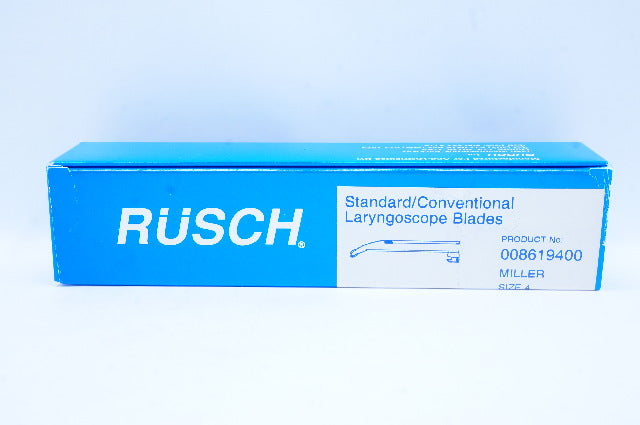 RÜSCH®
Standard/Conventional
Laryngoscope Blades
PRODUCT No:
008619400
MILLER
SIZE 4